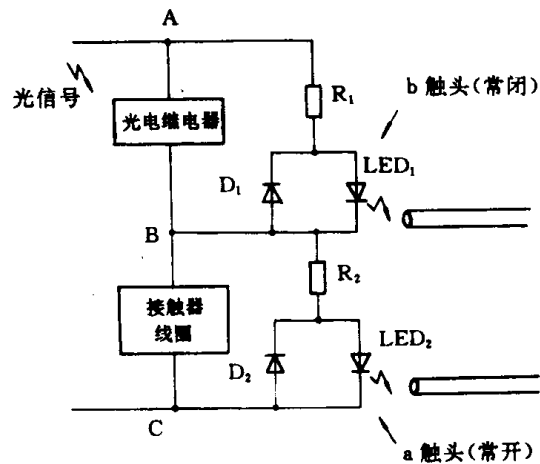 A
光信号
光电继电器
R₁
b 触头(常闭)
D₁
LED₁
B
R₂
接触器
线圈
D₂
LED₂
C
a 触头(常开)